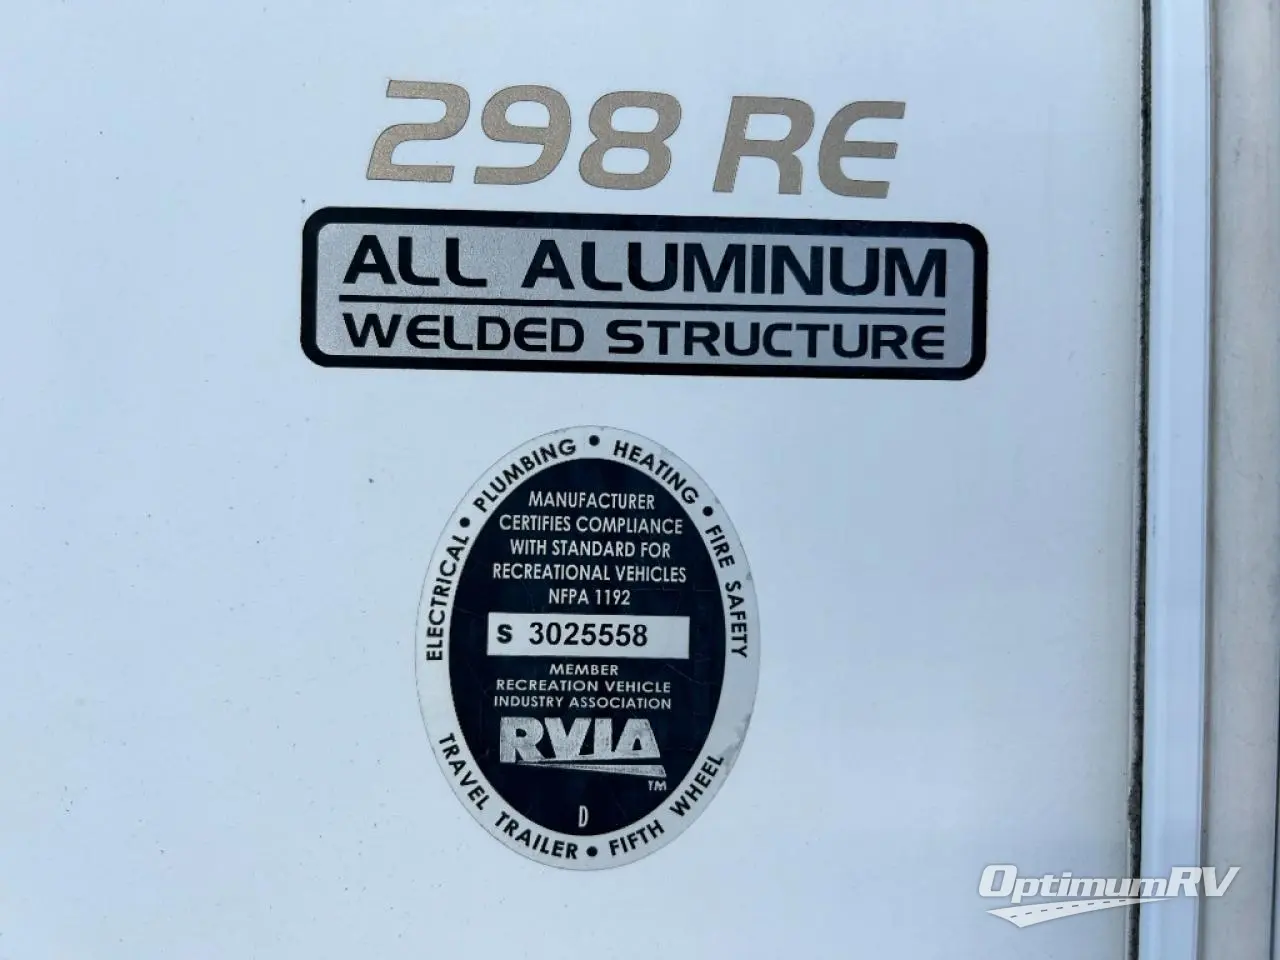 298 RE
ALL ALUMINUM
WELDED STRUCTURE
ELECTRICAL • PLUMBING • HEATING • FIRE SAFETY
MANUFACTURER
CERTIFIES COMPLIANCE
WITH STANDARD FOR
RECREATIONAL VEHICLES
NFPA 1192
S 3025558
MEMBER
RECREATION VEHICLE
INDUSTRY ASSOCIATION
RVIA
TM
D
TRAVEL TRAILER • FIFTH WHEEL
OptimumRV